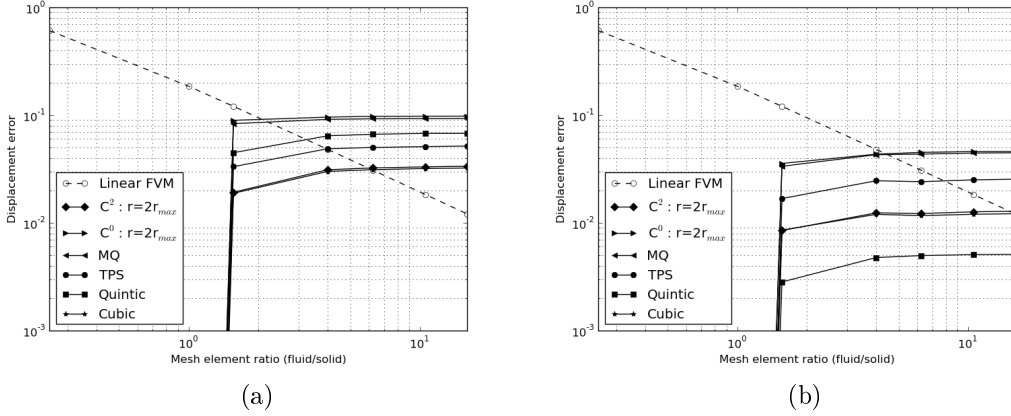 10^0
10^-1
10^-2
10^-3
Displacement error
Linear FVM
C^2 : r=2r_max
C^0 : r=2r_max
MQ
TPS
Quintic
Cubic
10^0
10^1
Mesh element ratio (fluid/solid)
(a)
10^0
10^-1
10^-2
10^-3
Displacement error
Linear FVM
C^2 : r=2r_max
C^0 : r=2r_max
MQ
TPS
Quintic
Cubic
10^0
10^1
Mesh element ratio (fluid/solid)
(b)